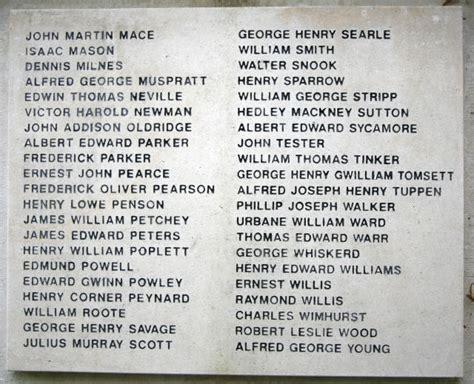 JOHN MARTIN MACE
ISAAC MASON
DENNIS MILNES
ALFRED GEORGE MUSPRATT
EDWIN THOMAS NEVILLE
VICTOR HAROLD NEWMAN
JOHN ADDISON OLDRIDGE
ALBERT EDWARD PARKER
FREDERICK PARKER
ERNEST JOHN PEARCE
FREDERICK OLIVER PEARSON
HENRY LOWE PENSON
JAMES WILLIAM PETCHEY
JAMES EDWARD PETERS
HENRY WILLIAM POPLETT
EDMUND POWELL
EDWARD GWINN POWLEY
HENRY CORNER PEYNARD
WILLIAM ROOTE
GEORGE HENRY SAVAGE
JULIUS MURRAY SCOTT
GEORGE HENRY SEARLE
WILLIAM SMITH
WALTER SNOOK
HENRY SPARROW
WILLIAM GEORGE STRIPP
HEDLEY MACKNEY SUTTON
ALBERT EDWARD SYCAMORE
JOHN TESTER
WILLIAM THOMAS TINKER
GEORGE HENRY GWILLIAM TOMSETT
ALFRED JOSEPH HENRY TUPPEN
PHILLIP JOSEPH WALKER
URBANE WILLIAM WARD
THOMAS EDWARD WARR
GEORGE WHISKERD
HENRY EDWARD WILLIAMS
ERNEST WILLIS
RAYMOND WILLIS
CHARLES WIMHURST
ROBERT LESLIE WOOD
ALFRED GEORGE YOUNG